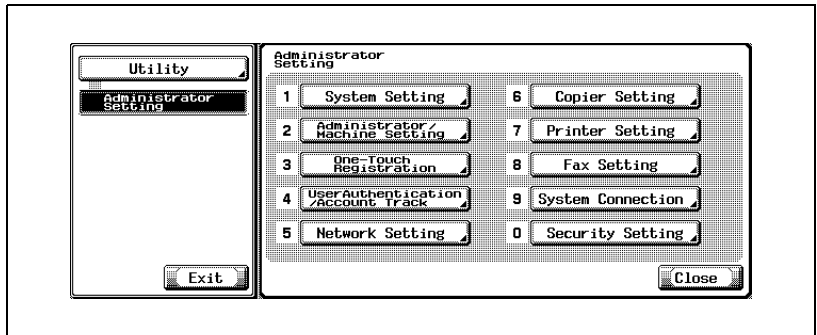 Utility
Administrator
Setting
Exit
Administrator
Setting
1 System Setting
2 Administrator/
Machine Setting
3 One-Touch
Registration
4 UserAuthentication
/Account Track
5 Network Setting
6 Copier Setting
7 Printer Setting
8 Fax Setting
9 System Connection
0 Security Setting
Close